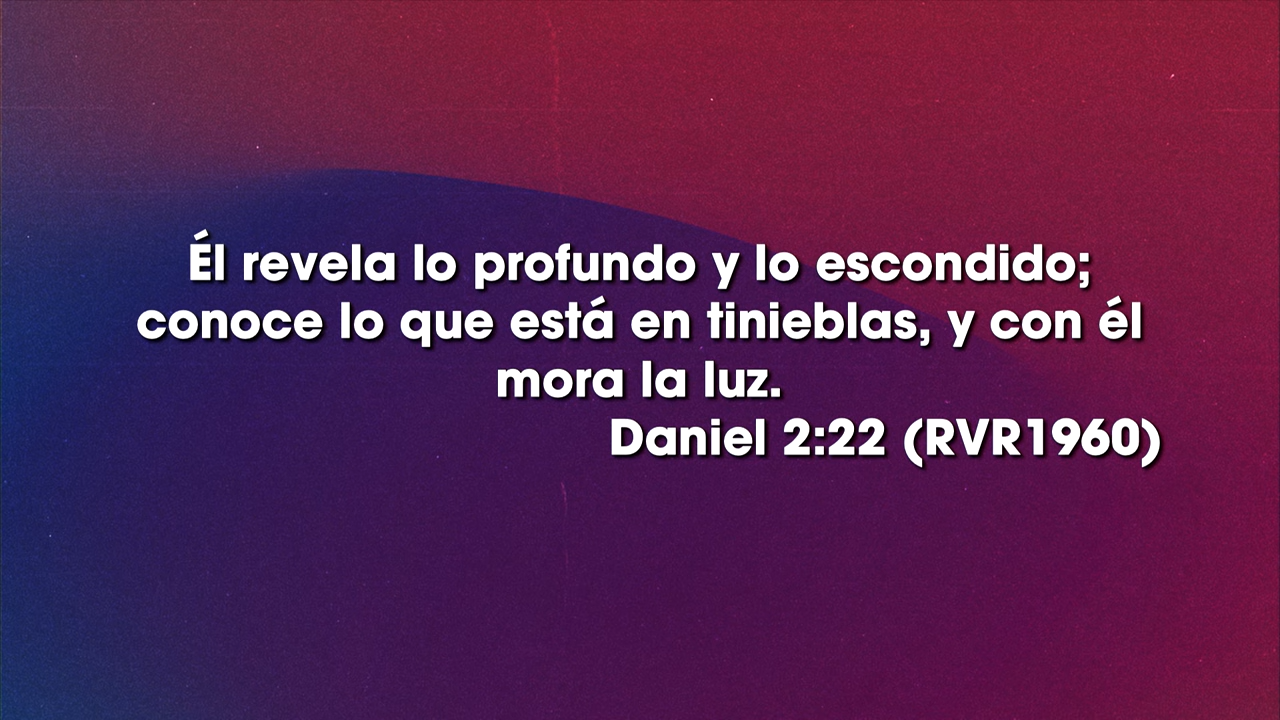 Él revela lo profundo y lo escondido;
conoce lo que está en tinieblas, y con él
mora la luz.
Daniel 2:22 (RVR1960)